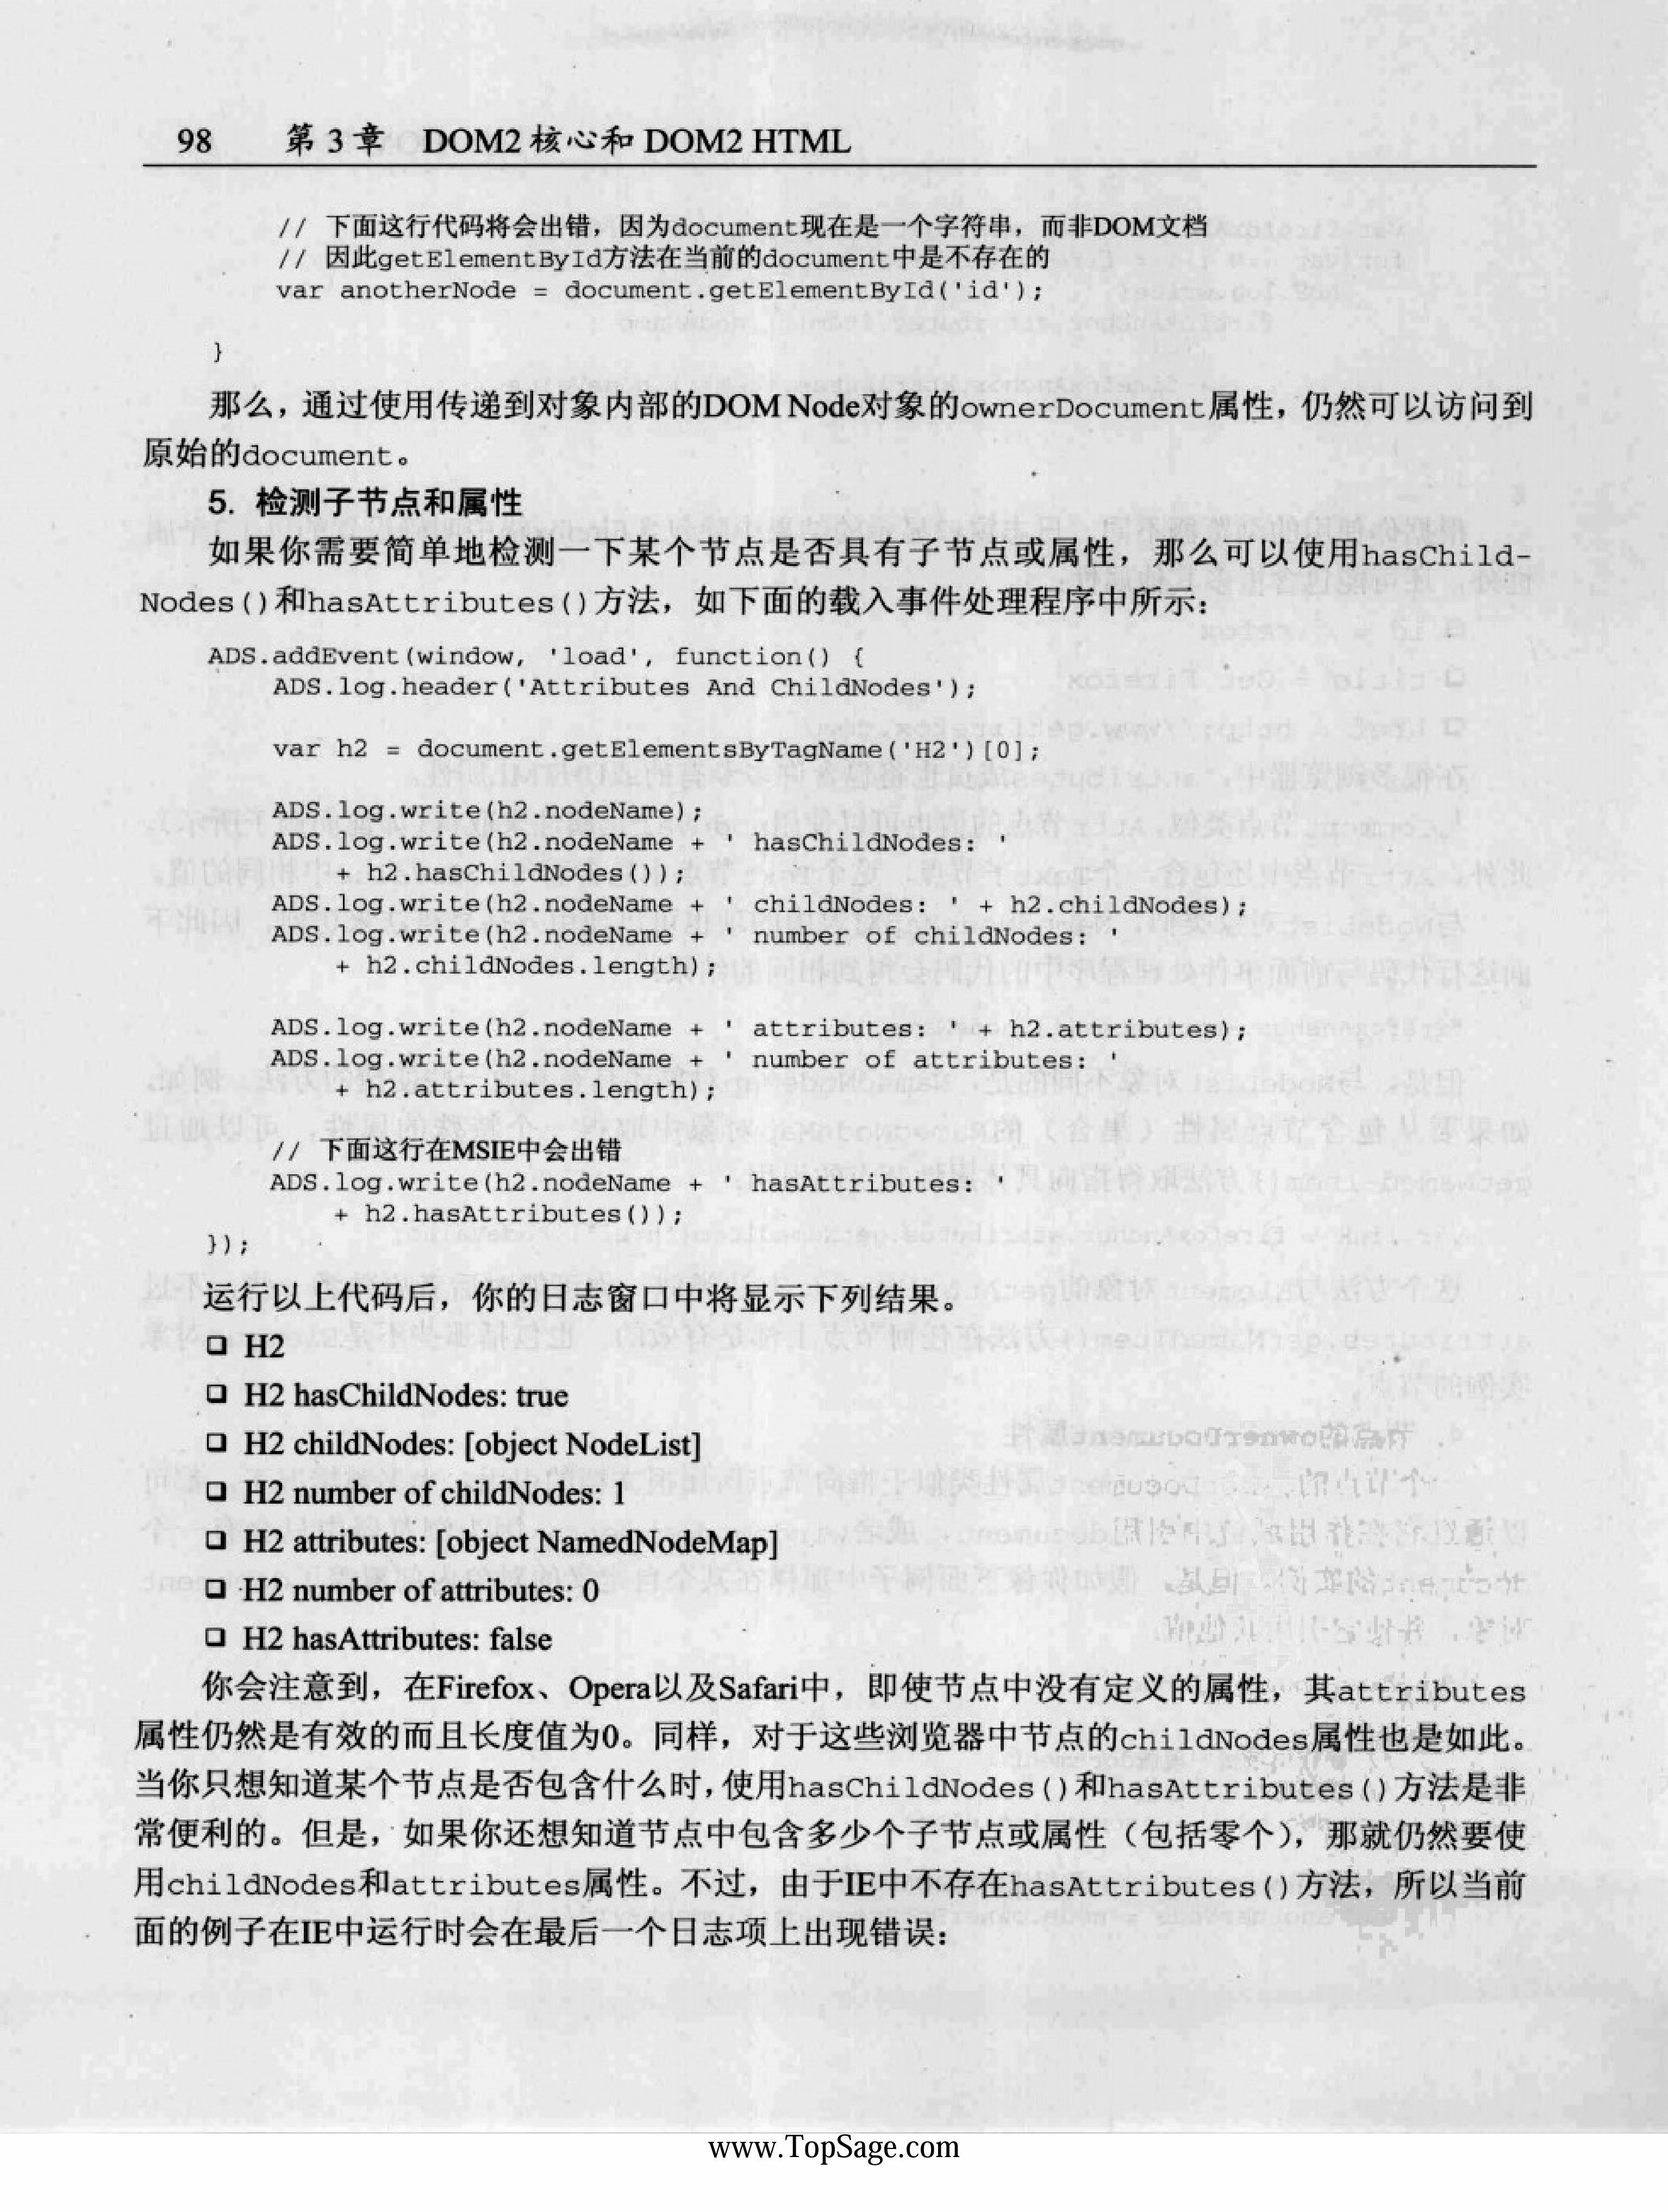 98 第 3 章 DOM2 核心和 DOM2 HTML
// 下面这行代码将会出错，因为document现在是一个字符串，而非DOM文档
// 因此getElementById方法在当前的document中是不存在的
var anotherNode = document.getElementById('id');
}
那么，通过使用传递到对象内部的DOM Node对象的ownerDocument属性，仍然可以访问到
原始的document。
5. 检测子节点和属性
如果你需要简单地检测一下某个节点是否具有子节点或属性，那么可以使用hasChild-
Nodes()和hasAttributes()方法，如下面的载入事件处理程序中所示：
ADS.addEvent(window, 'load', function() {
ADS.log.header('Attributes And ChildNodes');
var h2 = document.getElementsByTagName('H2')[0];
ADS.log.write(h2.nodeName);
ADS.log.write(h2.nodeName + ' hasChildNodes: '
+ h2.hasChildNodes());
ADS.log.write(h2.nodeName + ' childNodes: ' + h2.childNodes);
ADS.log.write(h2.nodeName + ' number of childNodes: '
+ h2.childNodes.length);
ADS.log.write(h2.nodeName + ' attributes: ' + h2.attributes);
ADS.log.write(h2.nodeName + ' number of attributes: '
+ h2.attributes.length);
// 下面这行在MSIE中会出错
ADS.log.write(h2.nodeName + ' hasAttributes: '
+ h2.hasAttributes());
});
运行以上代码后，你的日志窗口中将显示下列结果。
❑ H2
❑ H2 hasChildNodes: true
❑ H2 childNodes: [object NodeList]
❑ H2 number of childNodes: 1
❑ H2 attributes: [object NamedNodeMap]
❑ H2 number of attributes: 0
❑ H2 hasAttributes: false
你会注意到，在Firefox、Opera以及Safari中，即使节点中没有定义的属性，其attributes
属性仍然是有效的而且长度值为0。同样，对于这些浏览器中节点的childNodes属性也是如此。
当你只想知道某个节点是否包含什么时，使用hasChildNodes()和hasAttributes()方法是非
常便利的。但是，如果你还想知道节点中包含多少个子节点或属性（包括零个），那就仍然要使
用childNodes和attributes属性。不过，由于IE中不存在hasAttributes()方法，所以当前
面的例子在IE中运行时会在最后一个日志项上出现错误：
www.TopSage.com